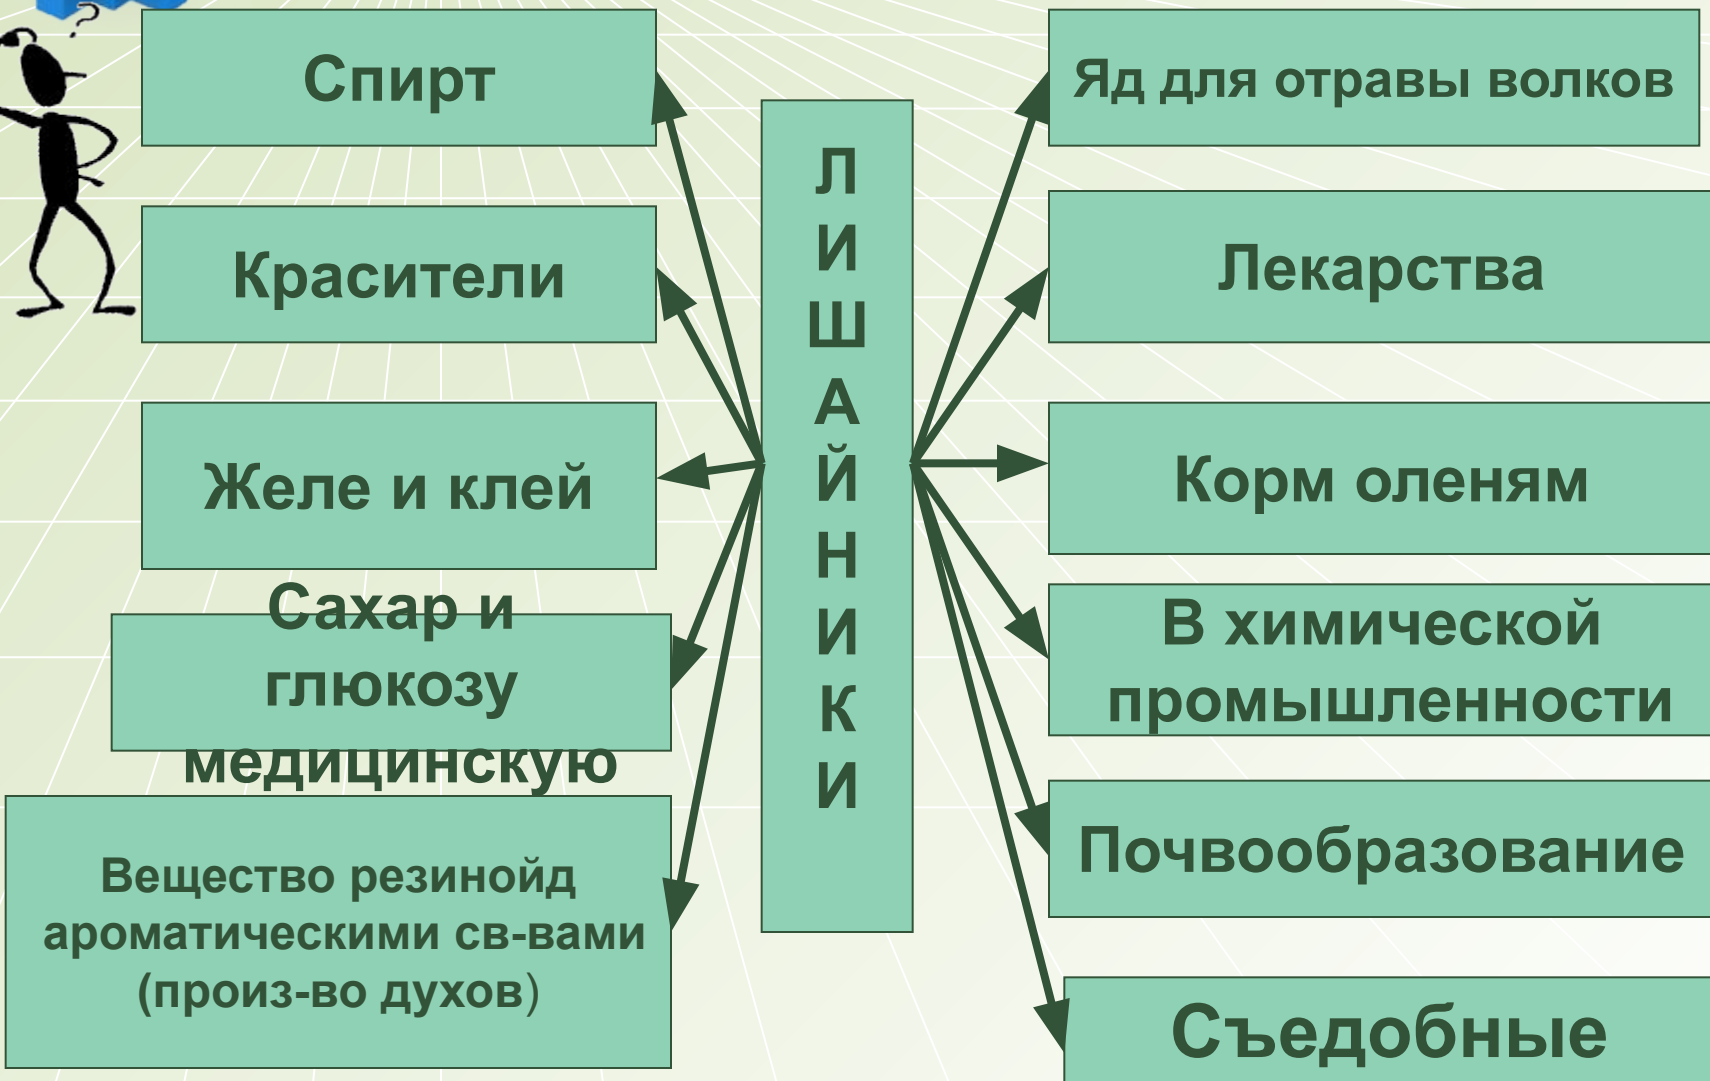 Спирт
Красители
Желе и клей
Сахар и
глюкозу
медицинскую
Вещество резинойд
ароматическими св-вами
(произ-во духов)
Л
И
Ш
А
Й
Н
И
К
И
Яд для отравы волков
Лекарства
Корм оленям
В химической
промышленности
Почвообразование
Съедобные
?